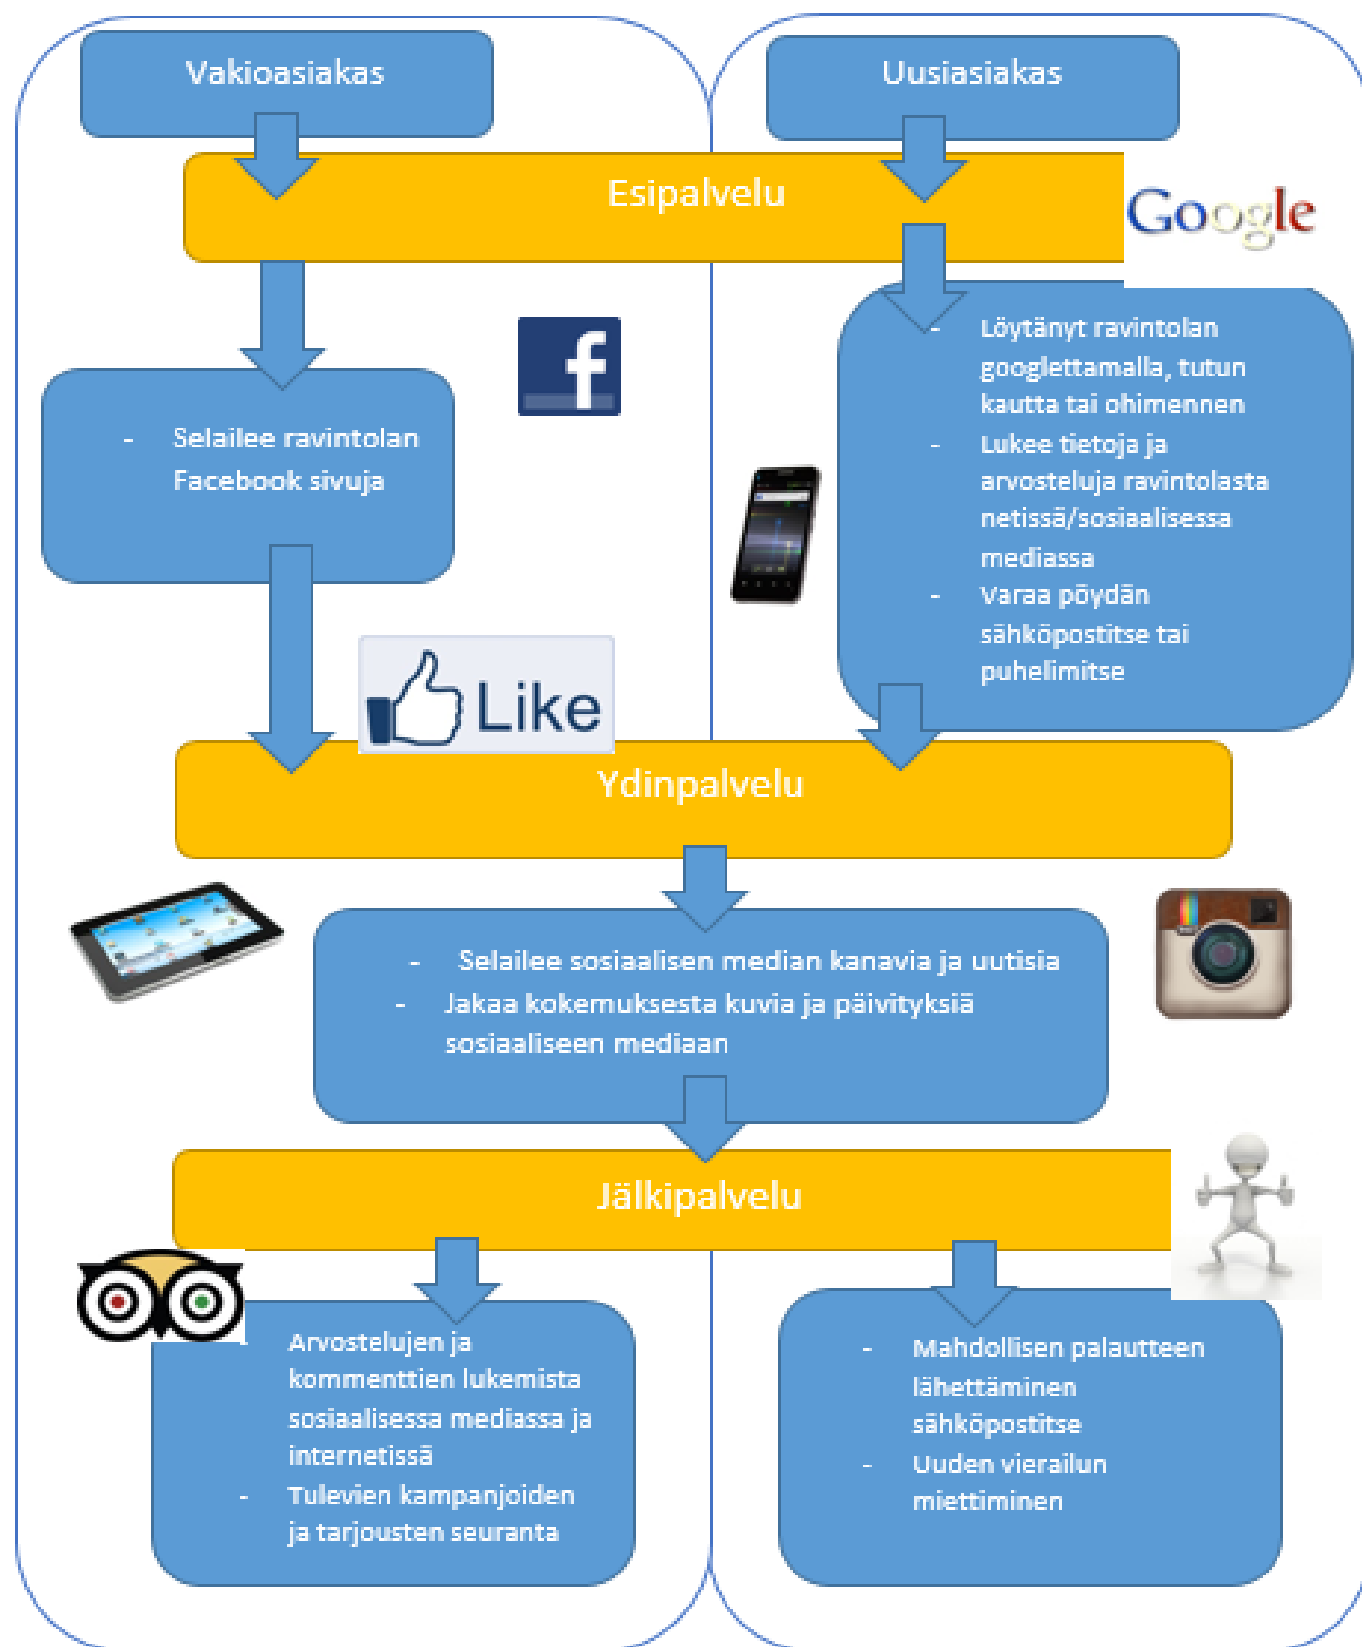 Vakioasiakas
Uusiasiakas
Esipalvelu
Google
- Selailee ravintolan
Facebook sivuja
f
- Löytänyt ravintolan
googlettamalla, tutun
kautta tai ohimennen
- Lukee tietoja ja
arvosteluja ravintolasta
netissä/sosiaalisessa
mediassa
- Varaa pöydän
sähköpostitse tai
puhelimitse
Like
Ydinpalvelu
- Selailee sosiaalisen median kanavia ja uutisia
- Jakaa kokemuksesta kuvia ja päivityksiä
sosiaaliseen mediaan
Jälkipalvelu
- Arvostelujen ja
kommenttien lukemista
sosiaalisessa mediassa ja
internetissä
- Tulevien kampanjoiden
ja tarjousten seuranta
- Mahdollisen palautteen
lähettäminen
sähköpostitse
- Uuden vierailun
miettiminen